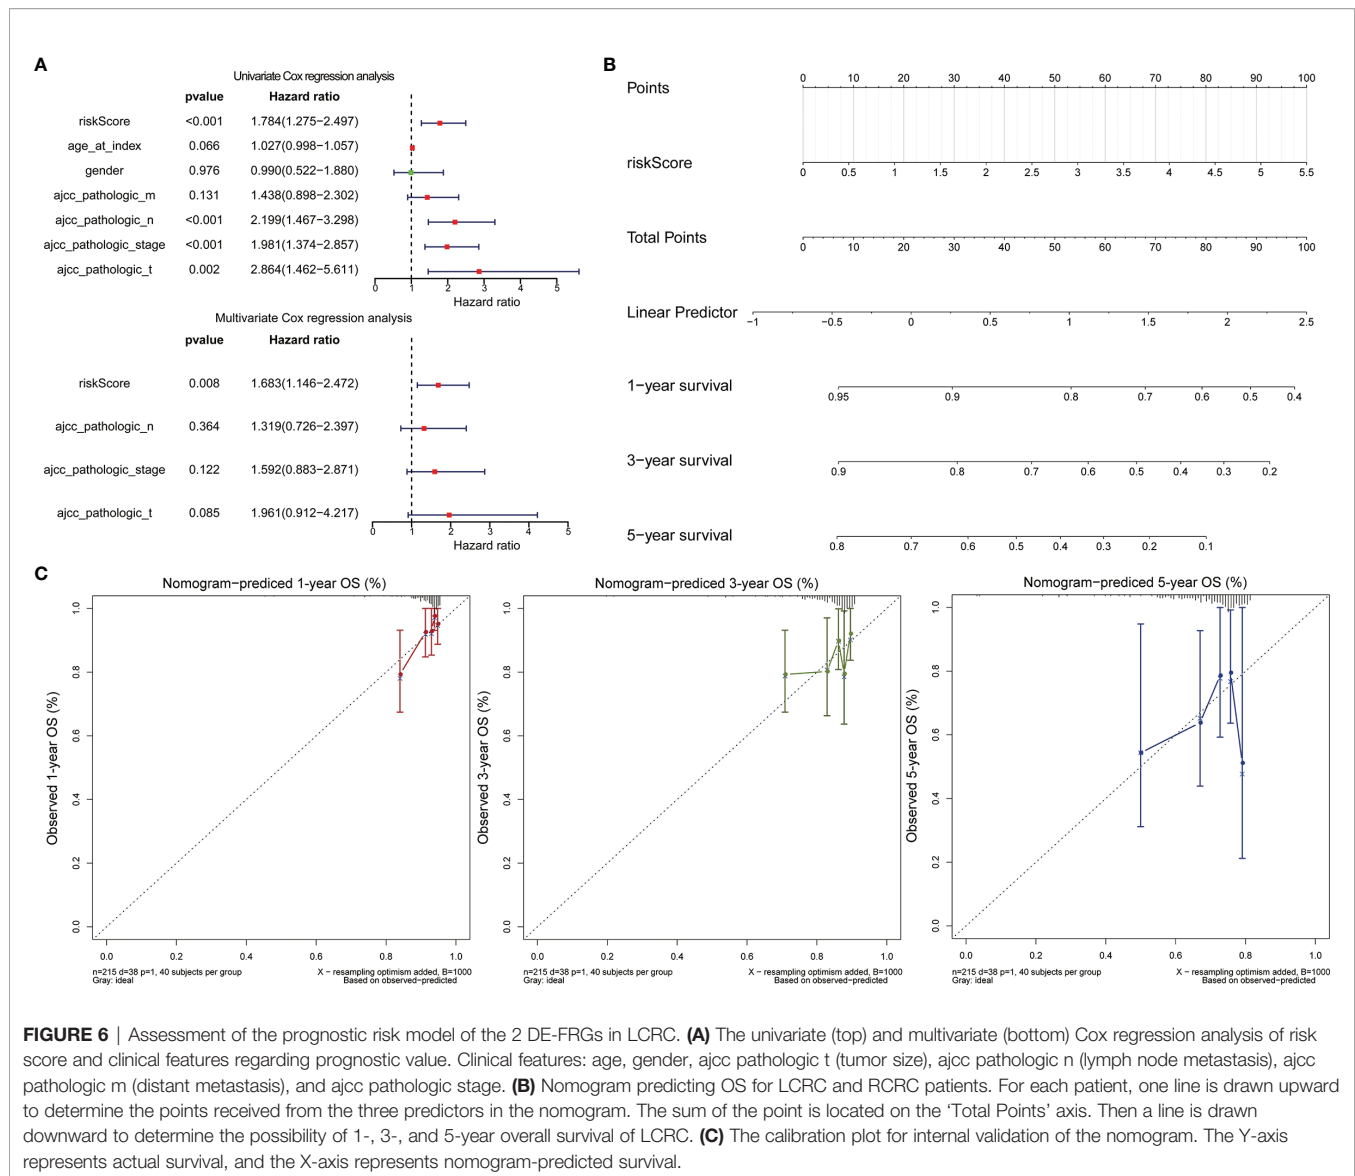 A
Univariate Cox regression analysis
pvalue Hazard ratio
riskScore <0.001 1.784(1.275−2.497)
age_at_index 0.066 1.027(0.998−1.057)
gender 0.976 0.990(0.522−1.880)
ajcc_pathologic_m 0.131 1.438(0.898−2.302)
ajcc_pathologic_n <0.001 2.199(1.467−3.298)
ajcc_pathologic_stage <0.001 1.981(1.374−2.857)
ajcc_pathologic_t 0.002 2.864(1.462−5.611)
0 1 2 3 4 5
Hazard ratio
Multivariate Cox regression analysis
pvalue Hazard ratio
riskScore 0.008 1.683(1.146−2.472)
ajcc_pathologic_n 0.364 1.319(0.726−2.397)
ajcc_pathologic_stage 0.122 1.592(0.883−2.871)
ajcc_pathologic_t 0.085 1.961(0.912−4.217)
0 1 2 3 4 5
Hazard ratio
B
Points 0 10 20 30 40 50 60 70 80 90 100
riskScore 0 0.5 1 1.5 2 2.5 3 3.5 4 4.5 5 5.5
Total Points 0 10 20 30 40 50 60 70 80 90 100
Linear Predictor −1 −0.5 0 0.5 1 1.5 2 2.5
1−year survival 0.95 0.9 0.8 0.7 0.6 0.5 0.4
3−year survival 0.9 0.8 0.7 0.6 0.5 0.4 0.3 0.2
5−year survival 0.8 0.7 0.6 0.5 0.4 0.3 0.2 0.1
C
Nomogram−prediced 1−year OS (%)
Observed 1−year OS (%)
1.0
0.8
0.6
0.4
0.2
0.0
0.0 0.2 0.4 0.6 0.8 1.0
n=215 d=38 p=1, 40 subjects per group X − resampling optimism added, B=1000
Gray: ideal Based on observed−predicted
Nomogram−prediced 3−year OS (%)
Observed 3−year OS (%)
1.0
0.8
0.6
0.4
0.2
0.0
0.0 0.2 0.4 0.6 0.8 1.0
n=215 d=38 p=1, 40 subjects per group X − resampling optimism added, B=1000
Gray: ideal Based on observed−predicted
Nomogram−prediced 5−year OS (%)
Observed 5−year OS (%)
1.0
0.8
0.6
0.4
0.2
0.0
0.0 0.2 0.4 0.6 0.8 1.0
n=215 d=38 p=1, 40 subjects per group X − resampling optimism added, B=1000
Gray: ideal Based on observed−predicted
FIGURE 6 | Assessment of the prognostic risk model of the 2 DE-FRGs in LCRC. (A) The univariate (top) and multivariate (bottom) Cox regression analysis of risk
score and clinical features regarding prognostic value. Clinical features: age, gender, ajcc pathologic t (tumor size), ajcc pathologic n (lymph node metastasis), ajcc
pathologic m (distant metastasis), and ajcc pathologic stage. (B) Nomogram predicting OS for LCRC and RCRC patients. For each patient, one line is drawn upward
to determine the points received from the three predictors in the nomogram. The sum of the point is located on the ‘Total Points’ axis. Then a line is drawn
downward to determine the possibility of 1-, 3-, and 5-year overall survival of LCRC. (C) The calibration plot for internal validation of the nomogram. The Y-axis
represents actual survival, and the X-axis represents nomogram-predicted survival.